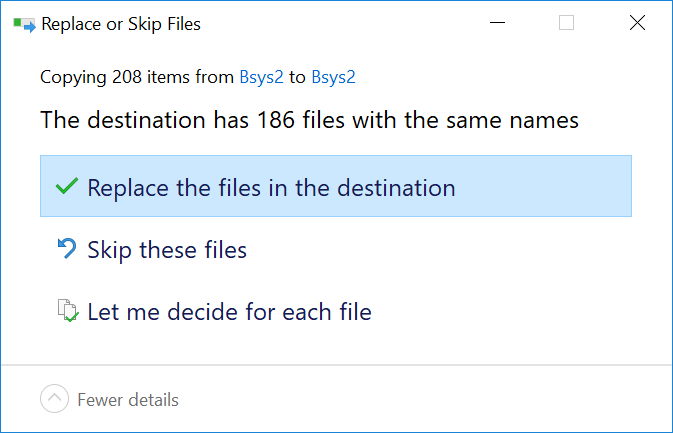 Replace or Skip Files
Copying 208 items from Bsys2 to Bsys2
The destination has 186 files with the same names
Replace the files in the destination
Skip these files
Let me decide for each file
Fewer details